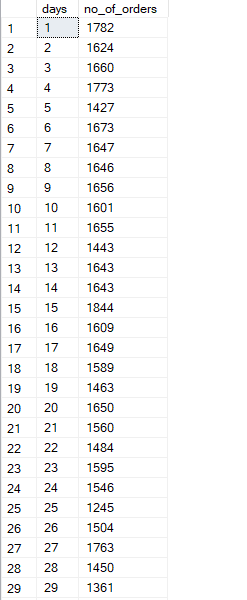 days no_of_orders
1 1 1782
2 2 1624
3 3 1660
4 4 1773
5 5 1427
6 6 1673
7 7 1647
8 8 1646
9 9 1656
10 10 1601
11 11 1655
12 12 1443
13 13 1643
14 14 1643
15 15 1844
16 16 1609
17 17 1649
18 18 1589
19 19 1463
20 20 1650
21 21 1560
22 22 1484
23 23 1595
24 24 1546
25 25 1245
26 26 1504
27 27 1763
28 28 1450
29 29 1361